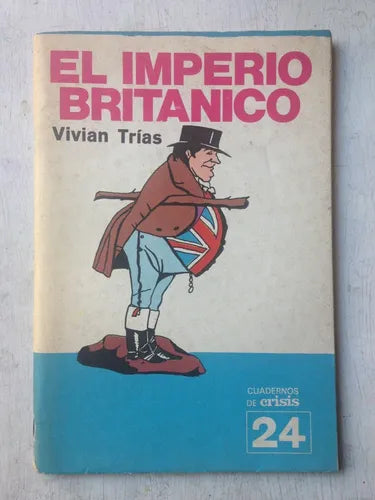 EL IMPERIO
BRITANICO
Vivian Trías
CUADERNOS
DE crisis
24